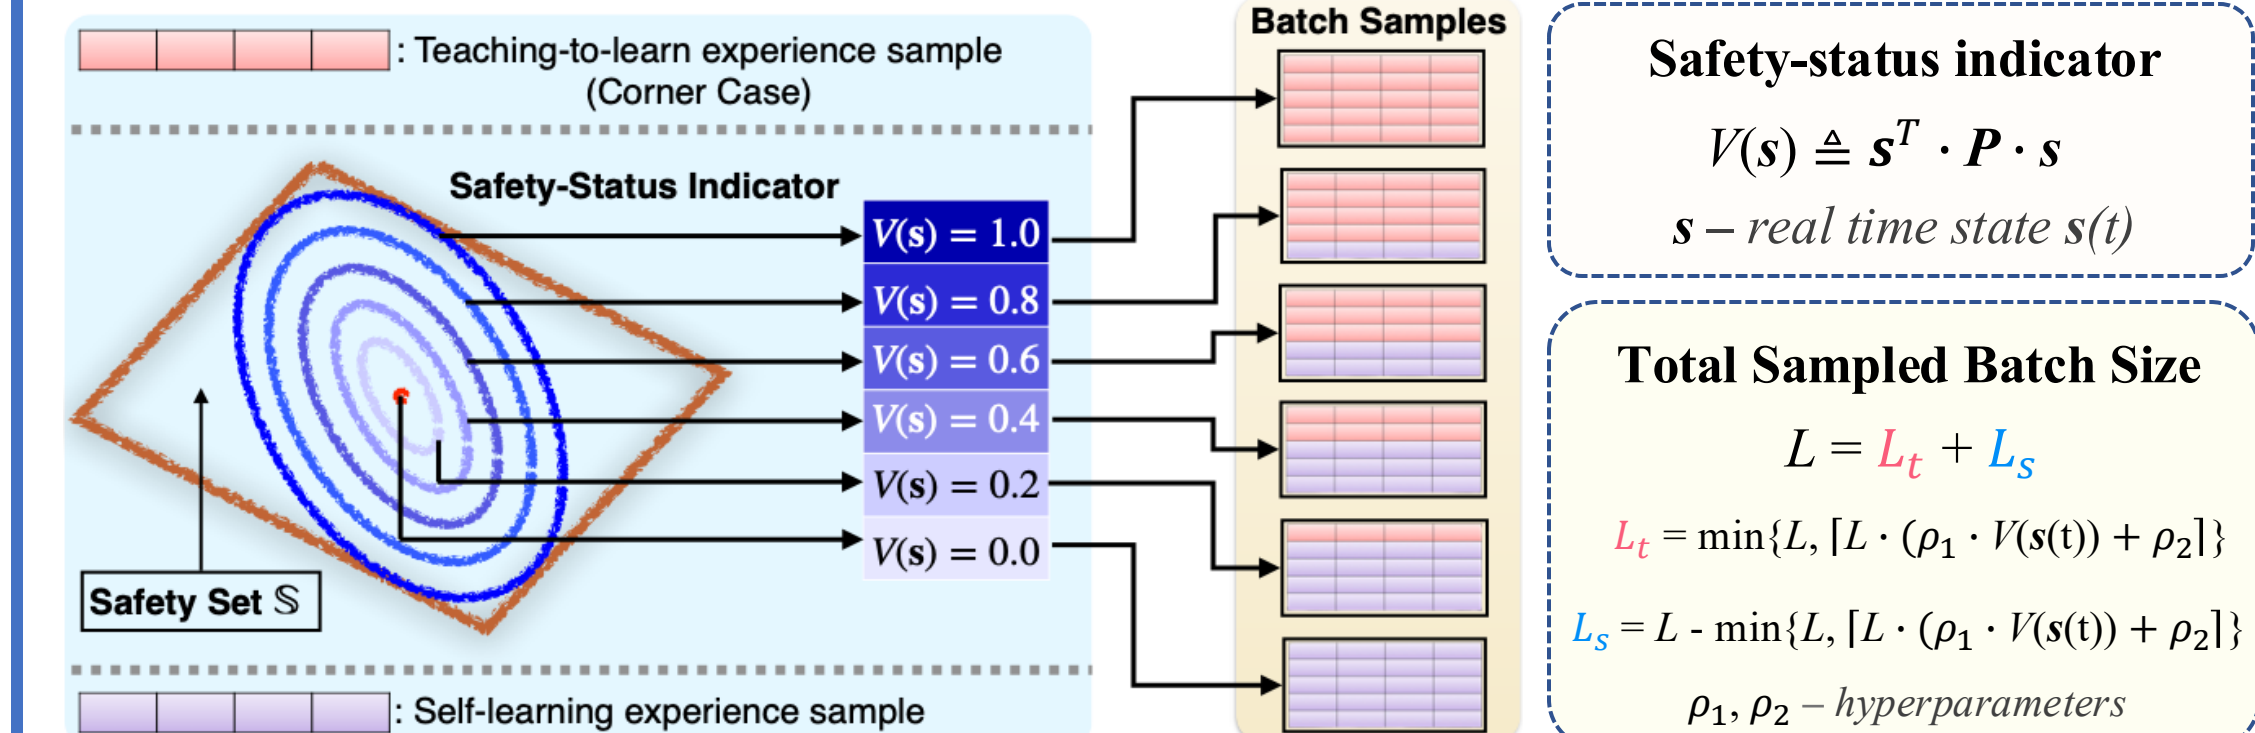 : Teaching-to-learn experience sample
(Corner Case)
Safety-Status Indicator
V(s) = 1.0
V(s) = 0.8
V(s) = 0.6
V(s) = 0.4
V(s) = 0.2
V(s) = 0.0
Safety Set 𝕊
: Self-learning experience sample
Batch Samples
Safety-status indicator
V(s) ≜ s^T · P · s
s – real time state s(t)
Total Sampled Batch Size
L = L_t + L_s
L_t = min{L, ⌈L · (ρ_1 · V(s(t)) + ρ_2⌉}
L_s = L - min{L, ⌈L · (ρ_1 · V(s(t)) + ρ_2⌉}
ρ_1, ρ_2 – hyperparameters